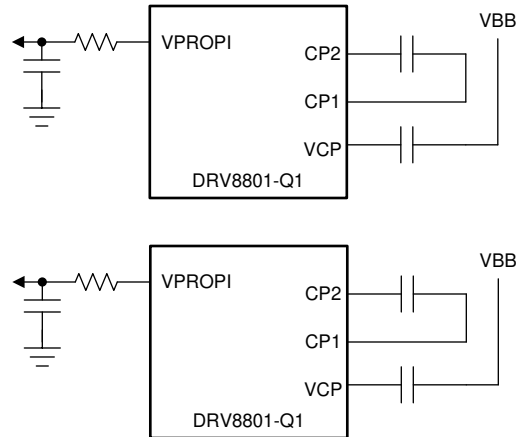 VBB
VPROPI
CP2
CP1
VCP
DRV8801-Q1
VBB
VPROPI
CP2
CP1
VCP
DRV8801-Q1